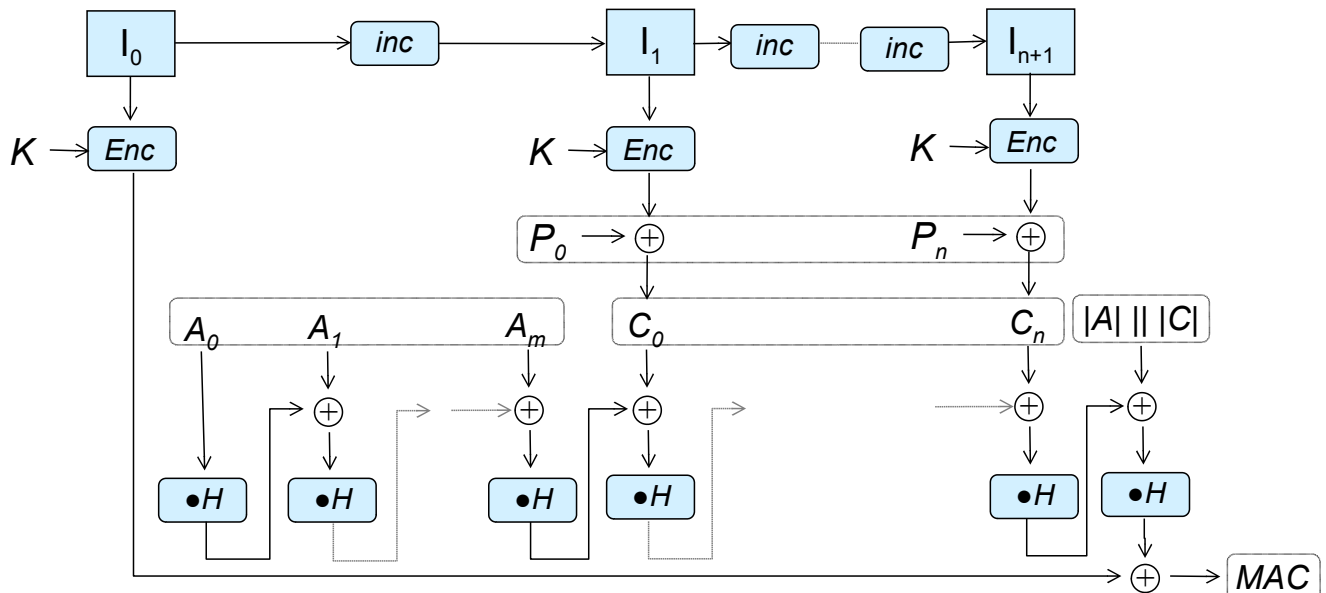 I₀ inc I₁ inc inc Iₙ₊₁
K Enc K Enc K Enc
P₀ ⊕ Pₙ ⊕
A₀ A₁ Aₘ C₀ Cₙ |A| || |C|
⊕ ⊕ ⊕ ⊕ ⊕
●H ●H ●H ●H ●H ●H
⊕ MAC